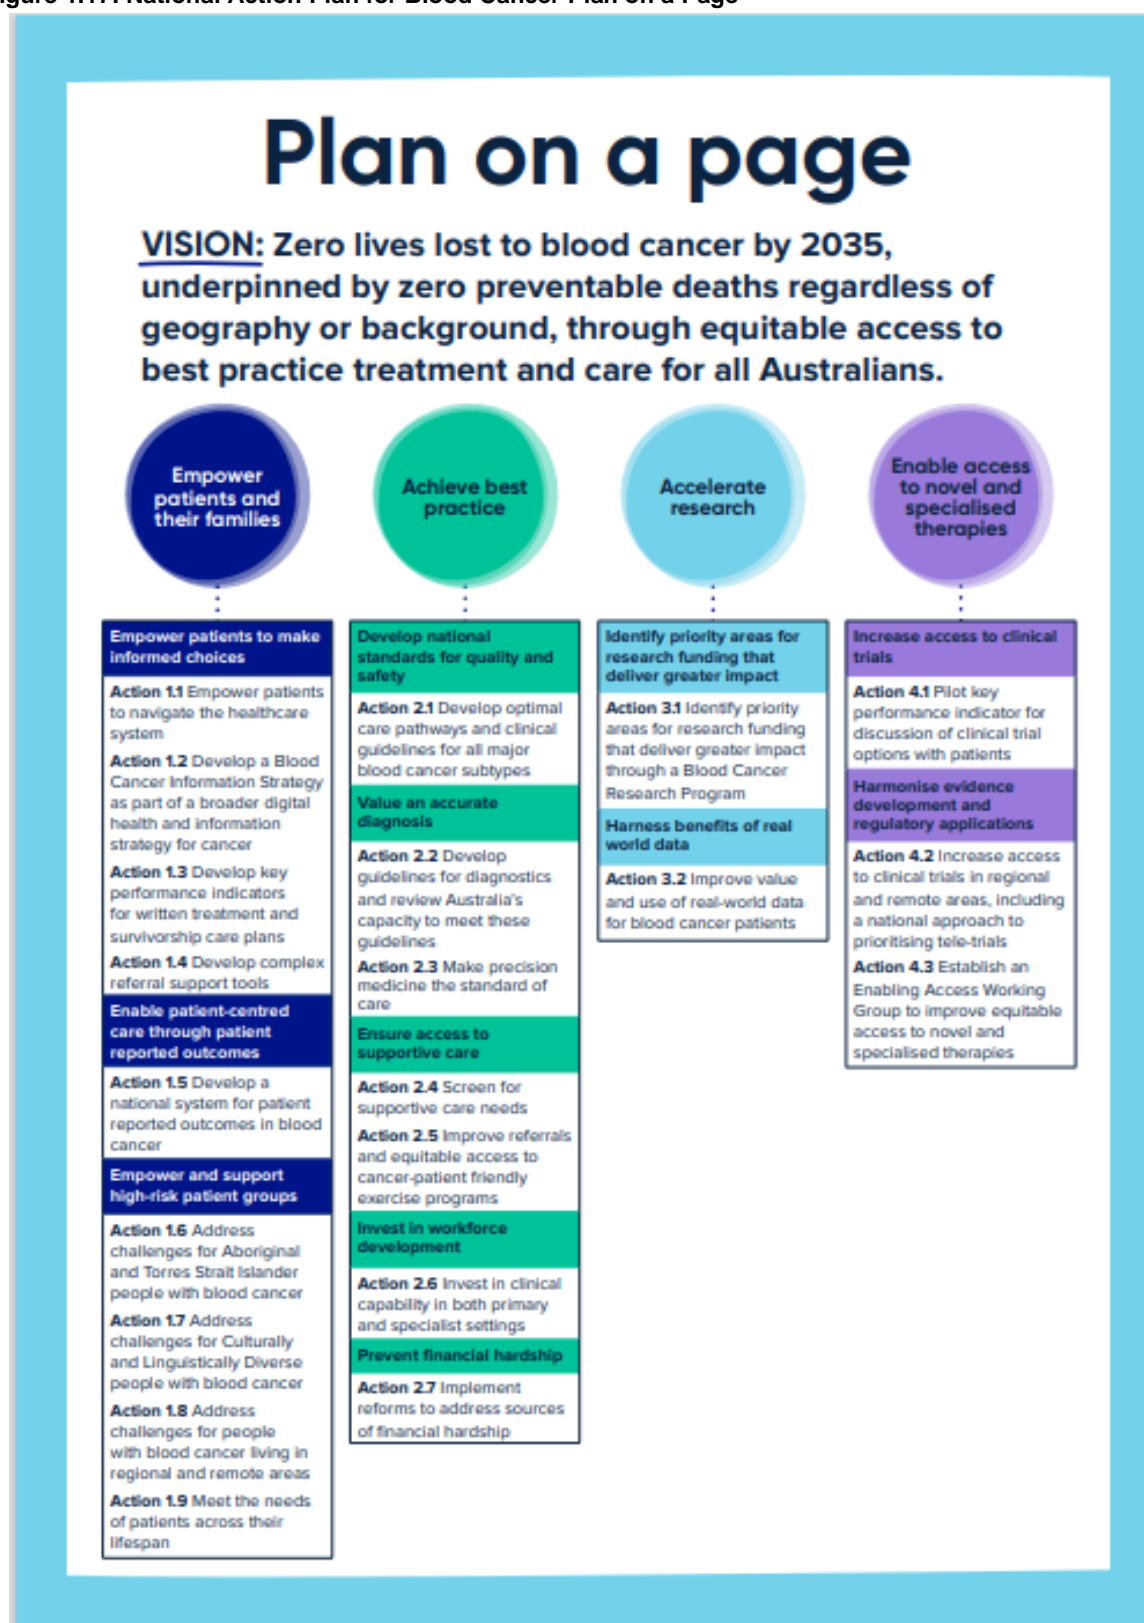 National Action Plan for Blood Cancer Plan on a Page
Plan on a page
VISION: Zero lives lost to blood cancer by 2035,
underpinned by zero preventable deaths regardless of
geography or background, through equitable access to
best practice treatment and care for all Australians.
Empower
patients and
their families
Achieve best
practice
Accelerate
research
Enable access
to novel and
specialised
therapies
Empower patients to make
informed choices
Action 1.1 Empower patients
to navigate the healthcare
system
Action 1.2 Develop a Blood
Cancer Information Strategy
as part of a broader digital
health and information
strategy for cancer
Action 1.3 Develop key
performance indicators
for written treatment and
survivorship care plans
Action 1.4 Develop complex
referral support tools
Enable patient-centred
care through patient
reported outcomes
Action 1.5 Develop a
national system for patient
reported outcomes in blood
cancer
Empower and support
high-risk patient groups
Action 1.6 Address
challenges for Aboriginal
and Torres Strait Islander
people with blood cancer
Action 1.7 Address
challenges for Culturally
and Linguistically Diverse
people with blood cancer
Action 1.8 Address
challenges for people
with blood cancer living in
regional and remote areas
Action 1.9 Meet the needs
of patients across their
lifespan
Develop national
standards for quality and
safety
Action 2.1 Develop optimal
care pathways and clinical
guidelines for all major
blood cancer subtypes
Value an accurate
diagnosis
Action 2.2 Develop
guidelines for diagnostics
and review Australia's
capacity to meet these
guidelines
Action 2.3 Make precision
medicine the standard of
care
Ensure access to
supportive care
Action 2.4 Screen for
supportive care needs
Action 2.5 Improve referrals
and equitable access to
cancer-patient friendly
exercise programs
Invest in workforce
development
Action 2.6 Invest in clinical
capability in both primary
and specialist settings
Prevent financial hardship
Action 2.7 Implement
reforms to address sources
of financial hardship
Identify priority areas for
research funding that
deliver greater impact
Action 3.1 Identify priority
areas for research funding
that deliver greater impact
through a Blood Cancer
Research Program
Harness benefits of real
world data
Action 3.2 Improve value
and use of real-world data
for blood cancer patients
Increase access to clinical
trials
Action 4.1 Pilot key
performance indicator for
discussion of clinical trial
options with patients
Harmonise evidence
development and
regulatory applications
Action 4.2 Increase access
to clinical trials in regional
and remote areas, including
a national approach to
prioritising tele-trials
Action 4.3 Establish an
Enabling Access Working
Group to improve equitable
access to novel and
specialised therapies